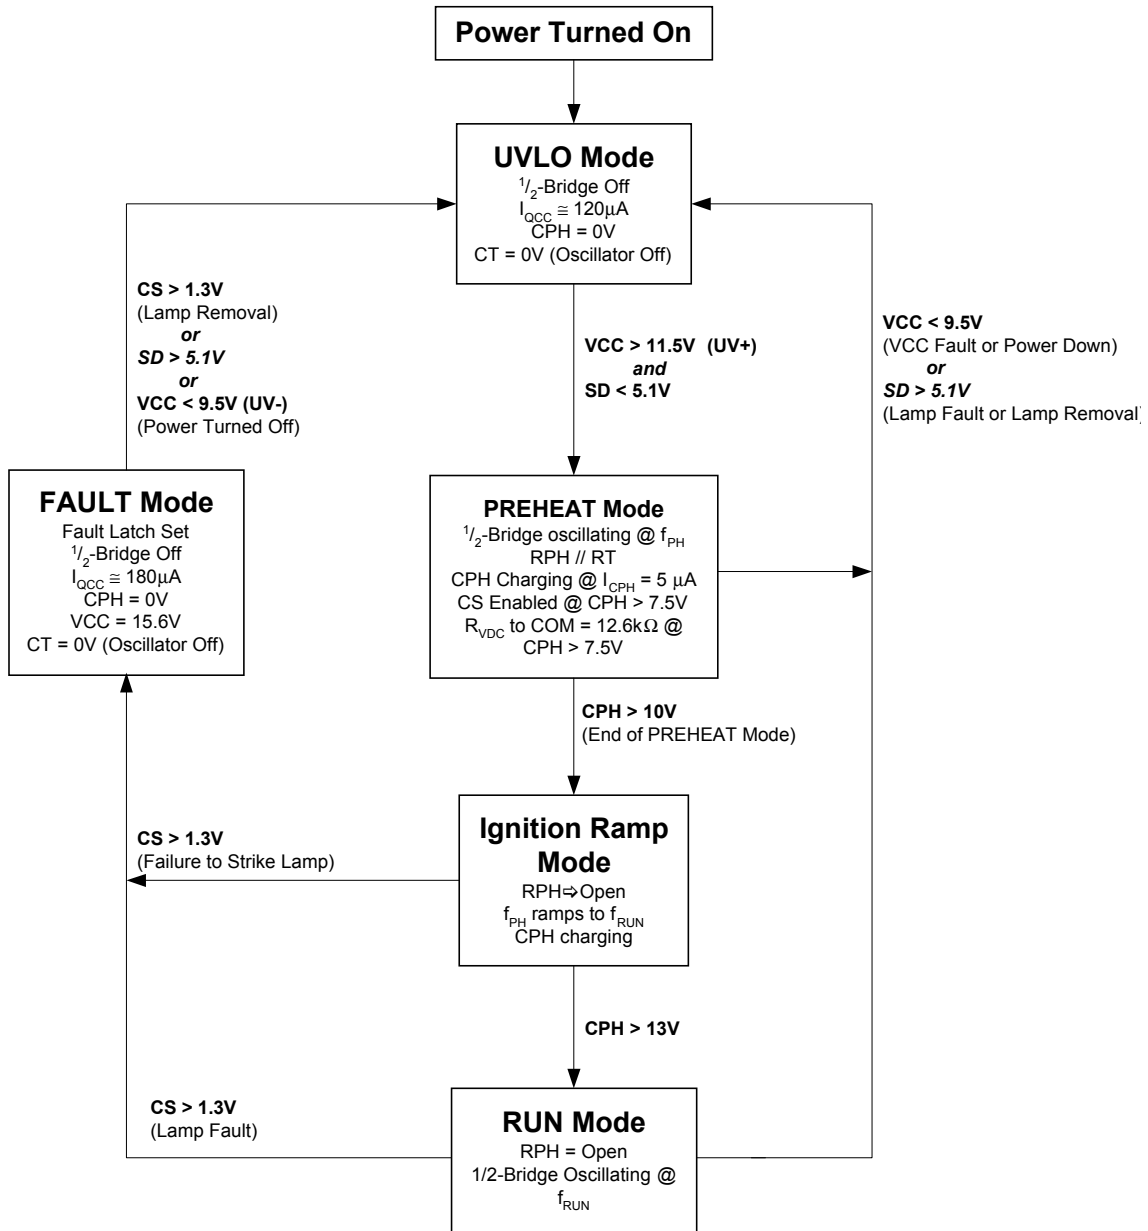 Power Turned On
UVLO Mode
1/2-Bridge Off
IQCC ≅ 120μA
CPH = 0V
CT = 0V (Oscillator Off)
CS > 1.3V
(Lamp Removal)
or
SD > 5.1V
or
VCC < 9.5V (UV-)
(Power Turned Off)
VCC > 11.5V (UV+)
and
SD < 5.1V
VCC < 9.5V
(VCC Fault or Power Down)
or
SD > 5.1V
(Lamp Fault or Lamp Removal)
FAULT Mode
Fault Latch Set
1/2-Bridge Off
IQCC ≅ 180μA
CPH = 0V
VCC = 15.6V
CT = 0V (Oscillator Off)
PREHEAT Mode
1/2-Bridge oscillating @ fPH
RPH // RT
CPH Charging @ ICPH = 5 μA
CS Enabled @ CPH > 7.5V
RVDC to COM = 12.6kΩ @
CPH > 7.5V
CPH > 10V
(End of PREHEAT Mode)
Ignition Ramp
Mode
RPH⇨Open
fPH ramps to fRUN
CPH charging
CS > 1.3V
(Failure to Strike Lamp)
CPH > 13V
CS > 1.3V
(Lamp Fault)
RUN Mode
RPH = Open
1/2-Bridge Oscillating @
fRUN